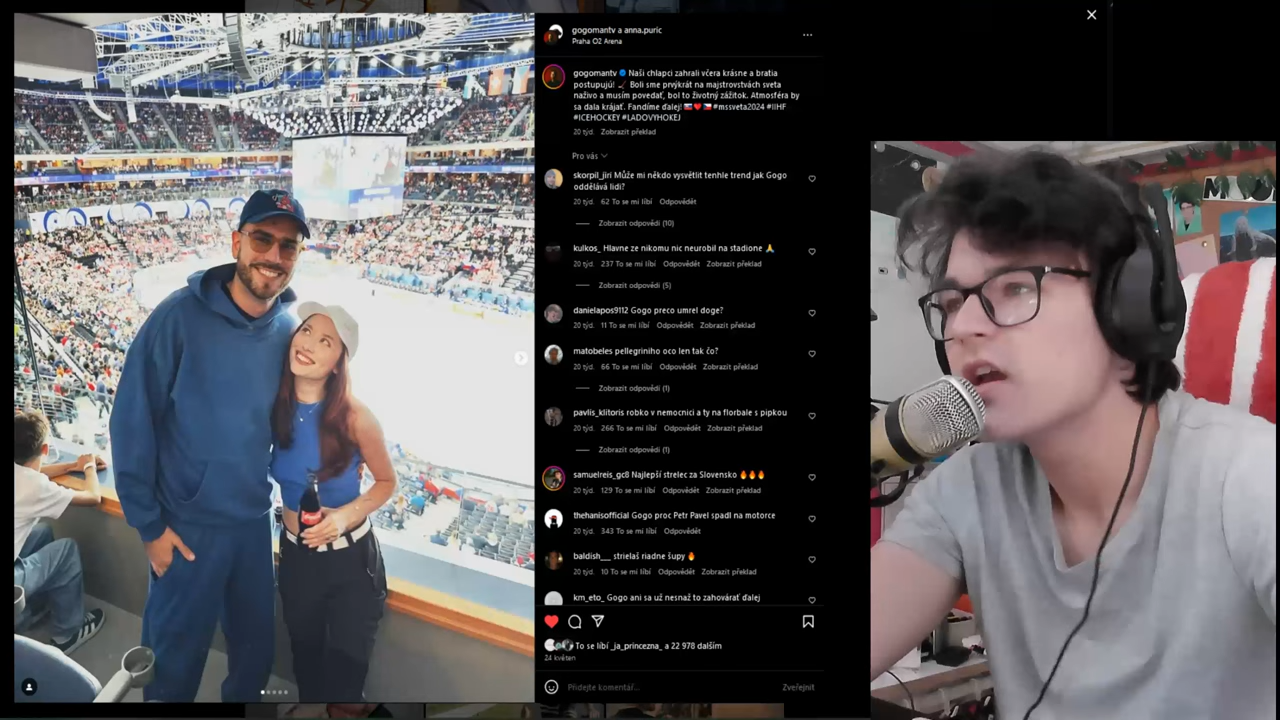 gogomantv a anna.puric
Praha O2 Arena
gogomantv Naši chlapci zahrali včera krásne a bratia
postupujú! 🏒 Boli sme prvýkrát na majstrovstvách sveta
naživo a musím povedať, bol to životný zážitok. Atmosféra by
sa dala krájať. Fandíme ďalej! 🇸🇰❤️🇨🇿 #mssveta2024 #IIHF
#ICEHOCKEY #LADOVYHOKEJ
20 týd. Zobrazit překlad
Pro vás
skorpil_jiri Může mi někdo vysvětlit tenhle trend jak Gogo
oddělává lidi?
20 týd. 62 To se mi líbí Odpovědět
Zobrazit odpovědi (10)
kulkos_ Hlavne ze nikomu nic neurobil na stadione 🙏
20 týd. 237 To se mi líbí Odpovědět Zobrazit překlad
Zobrazit odpovědi (5)
danielapos9112 Gogo preco umrel doge?
20 týd. 11 To se mi líbí Odpovědět Zobrazit překlad
matobeles pellegriniho oco len tak čo?
20 týd. 66 To se mi líbí Odpovědět Zobrazit překlad
Zobrazit odpovědi (1)
pavlis_klitoris robko v nemocnici a ty na florbale s pipkou
20 týd. 266 To se mi líbí Odpovědět Zobrazit překlad
Zobrazit odpovědi (1)
samuelreis_gc8 Najlepší strelec za Slovensko 🔥🔥🔥
20 týd. 129 To se mi líbí Odpovědět Zobrazit překlad
thehanisofficial Gogo proc Petr Pavel spadl na motorce
20 týd. 343 To se mi líbí Odpovědět
baldish___ strielaš riadne šupy 🔥
20 týd. 10 To se mi líbí Odpovědět Zobrazit překlad
km_eto_ Gogo ani sa už nesnaž to zahovárať ďalej
To se líbí _ja_princezna_ a 22 978 dalším
24 květen
Přidejte komentář...
Zveřejnit